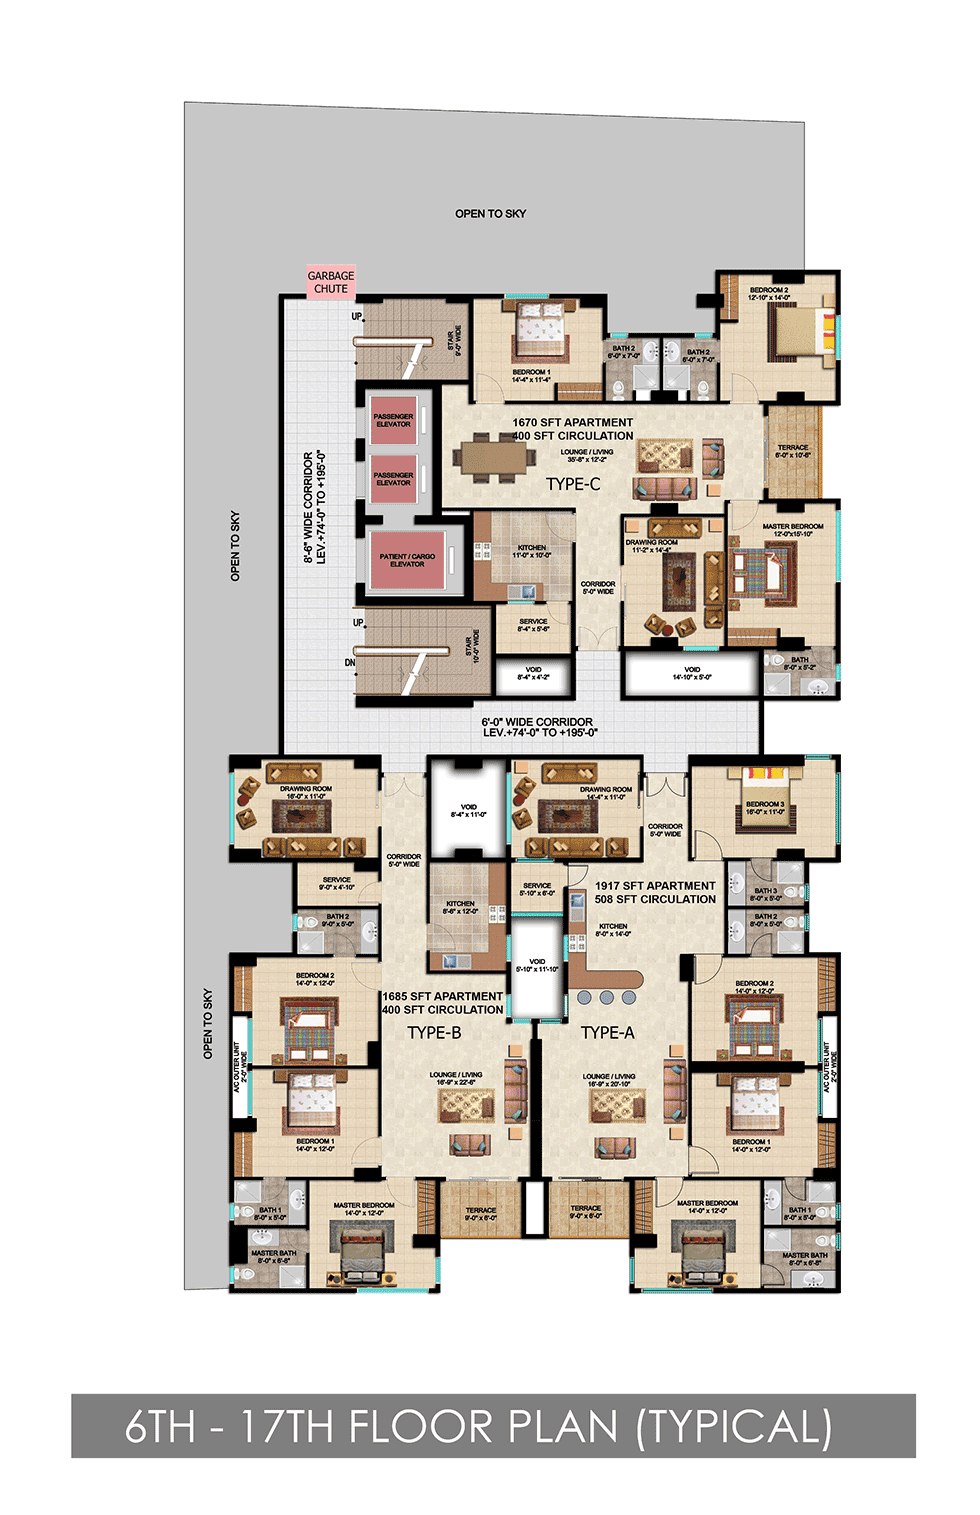 OPEN TO SKY
GARBAGE
CHUTE
UP
STAIR
9'-0" WIDE
BEDROOM 1
14'-4" x 11'-4"
BATH 2
6'-0" x 7'-0"
BATH 2
6'-0" x 7'-0"
BEDROOM 2
12'-10" x 14'-0"
PASSENGER
ELEVATOR
1670 SFT APARTMENT
400 SFT CIRCULATION
LOUNGE / LIVING
35'-8" x 12'-2"
TYPE-C
TERRACE
6'-0" x 10'-6"
PASSENGER
ELEVATOR
8'-6" WIDE CORRIDOR
LEV.+74'-0" TO +195'-0"
OPEN TO SKY
PATIENT / CARGO
ELEVATOR
KITCHEN
11'-0" x 10'-0"
DRAWING ROOM
11'-2" x 14'-4"
MASTER BEDROOM
12'-0"x15'-10"
CORRIDOR
5'-0" WIDE
UP
DN
STAIR
10'-0" WIDE
SERVICE
8'-4" x 5'-6"
VOID
8'-4" x 4'-2"
VOID
14'-10" x 5'-0"
BATH
8'-0" x 5'-2"
6'-0" WIDE CORRIDOR
LEV.+74'-0" TO +195'-0"
DRAWING ROOM
16'-0" x 11'-0"
VOID
8'-4" x 11'-0"
DRAWING ROOM
14'-4" x 11'-0"
CORRIDOR
5'-0" WIDE
BEDROOM 3
16'-0" x 11'-0"
CORRIDOR
5'-0" WIDE
SERVICE
9'-0" x 4'-10"
SERVICE
5'-10" x 6'-0"
1917 SFT APARTMENT
508 SFT CIRCULATION
BATH 3
8'-0" x 5'-0"
BATH 2
9'-0" x 5'-0"
KITCHEN
8'-6" x 12'-0"
KITCHEN
8'-0" x 14'-0"
BATH 2
8'-0" x 5'-0"
VOID
5'-10" x 11'-10"
BEDROOM 2
14'-0" x 12'-0"
1685 SFT APARTMENT
400 SFT CIRCULATION
TYPE-B
TYPE-A
BEDROOM 2
14'-0" x 12'-0"
OPEN TO SKY
A/C OUTER UNIT
2'-0" WIDE
LOUNGE / LIVING
16'-9" x 22'-6"
LOUNGE / LIVING
16'-9" x 20'-10"
A/C OUTER UNIT
2'-0" WIDE
BEDROOM 1
14'-0" x 12'-0"
BEDROOM 1
14'-0" x 12'-0"
BATH 1
8'-0" x 5'-0"
MASTER BEDROOM
14'-0" x 12'-0"
TERRACE
9'-0" x 6'-0"
TERRACE
9'-0" x 6'-0"
MASTER BEDROOM
14'-0" x 12'-0"
BATH 1
8'-0" x 5'-0"
MASTER BATH
8'-0" x 6'-8"
MASTER BATH
8'-0" x 6'-8"
6TH - 17TH FLOOR PLAN (TYPICAL)